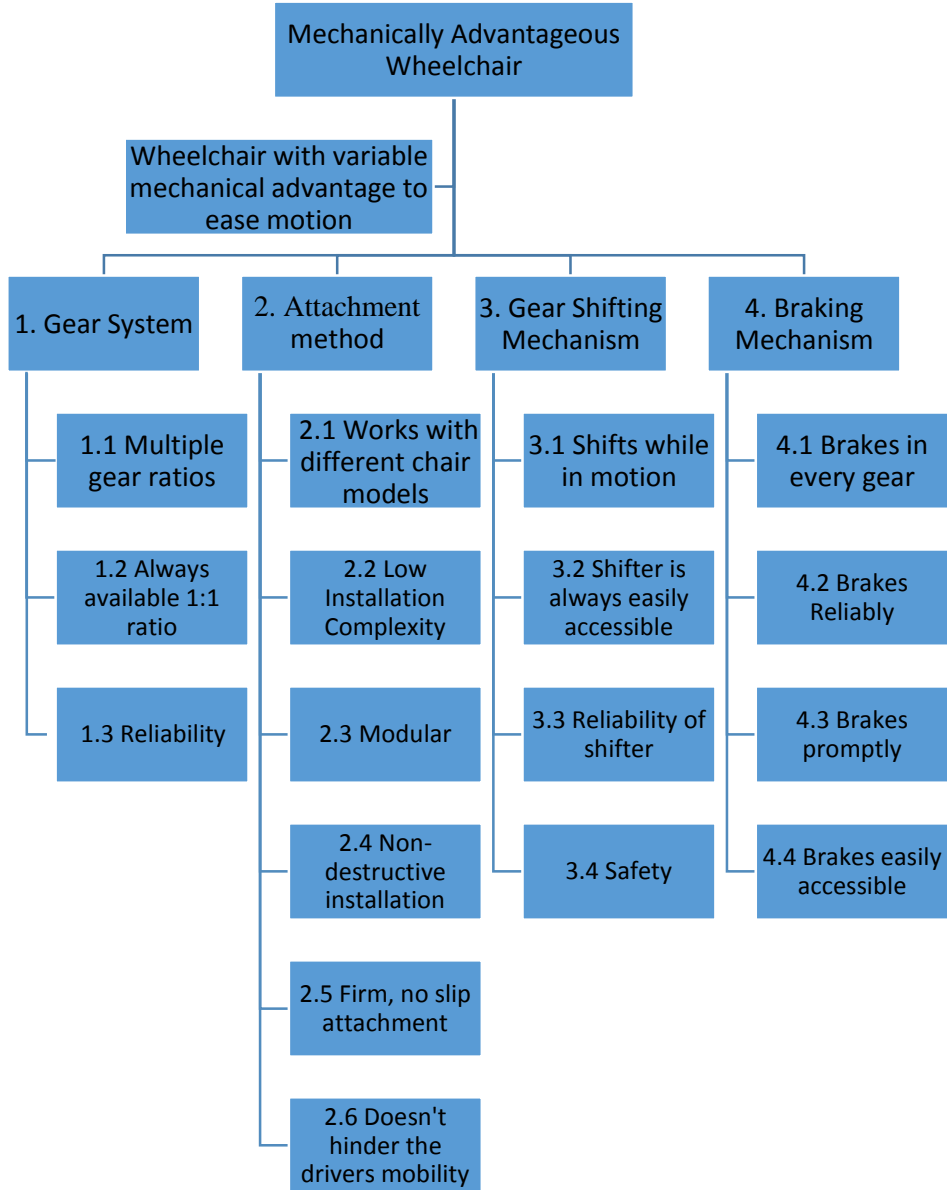 Mechanically Advantageous
Wheelchair
Wheelchair with variable
mechanical advantage to
ease motion
1. Gear System
1.1 Multiple
gear ratios
1.2 Always
available 1:1
ratio
1.3 Reliability
2. Attachment
method
2.1 Works with
different chair
models
2.2 Low
Installation
Complexity
2.3 Modular
2.4 Non-
destructive
installation
2.5 Firm, no slip
attachment
2.6 Doesn't
hinder the
drivers mobility
3. Gear Shifting
Mechanism
3.1 Shifts while
in motion
3.2 Shifter is
always easily
accessible
3.3 Reliability of
shifter
3.4 Safety
4. Braking
Mechanism
4.1 Brakes in
every gear
4.2 Brakes
Reliably
4.3 Brakes
promptly
4.4 Brakes easily
accessible